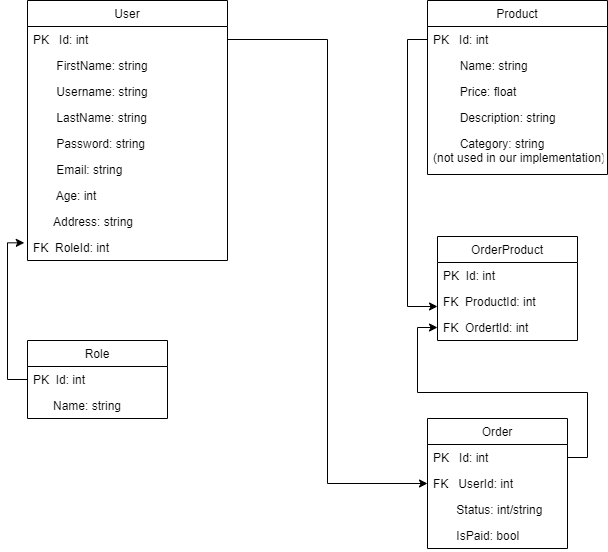 User
PK Id: int
FirstName: string
Username: string
LastName: string
Password: string
Email: string
Age: int
Address: string
FK RoleId: int
Role
PK Id: int
Name: string
Product
PK Id: int
Name: string
Price: float
Description: string
Category: string
(not used in our implementation)
OrderProduct
PK Id: int
FK ProductId: int
FK OrdertId: int
Order
PK Id: int
FK UserId: int
Status: int/string
IsPaid: bool